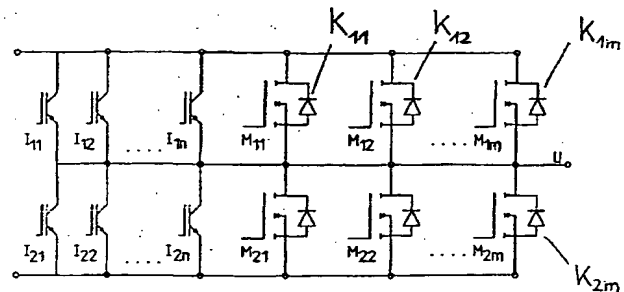 K₁₁ K₁₂ K₁ₘ
I₁₁ I₁₂ .... I₁ₙ M₁₁ M₁₂ .... M₁ₘ u
I₂₁ I₂₂ .... I₂ₙ M₂₁ M₂₂ .... M₂ₘ K₂ₘ